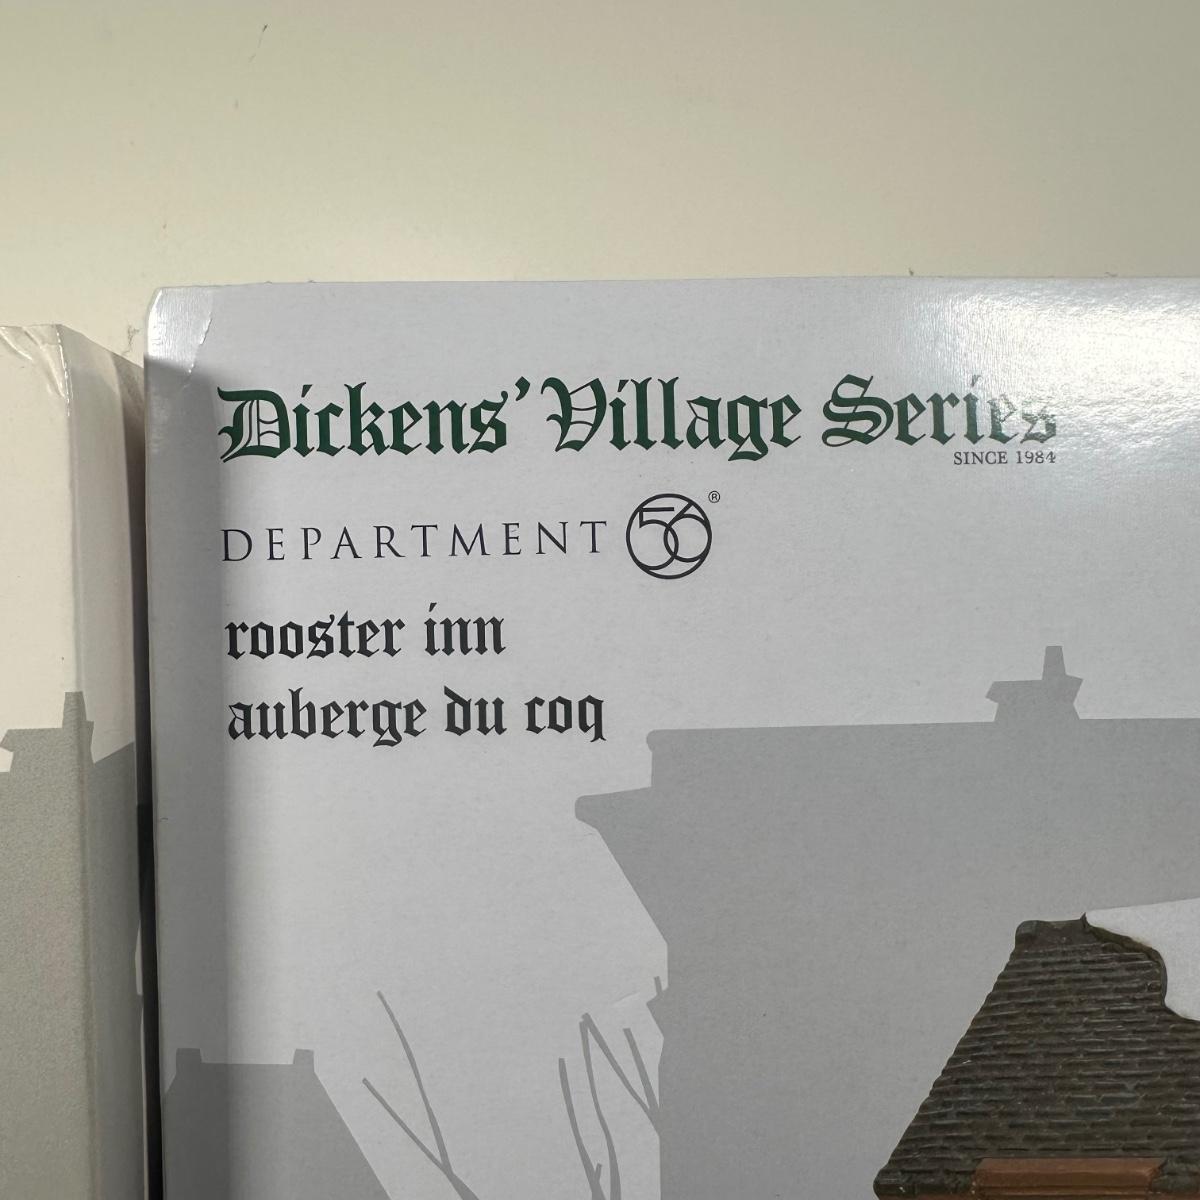 Dickens' Village Series
SINCE 1984
DEPARTMENT 56®
rooster inn
auberge du coq